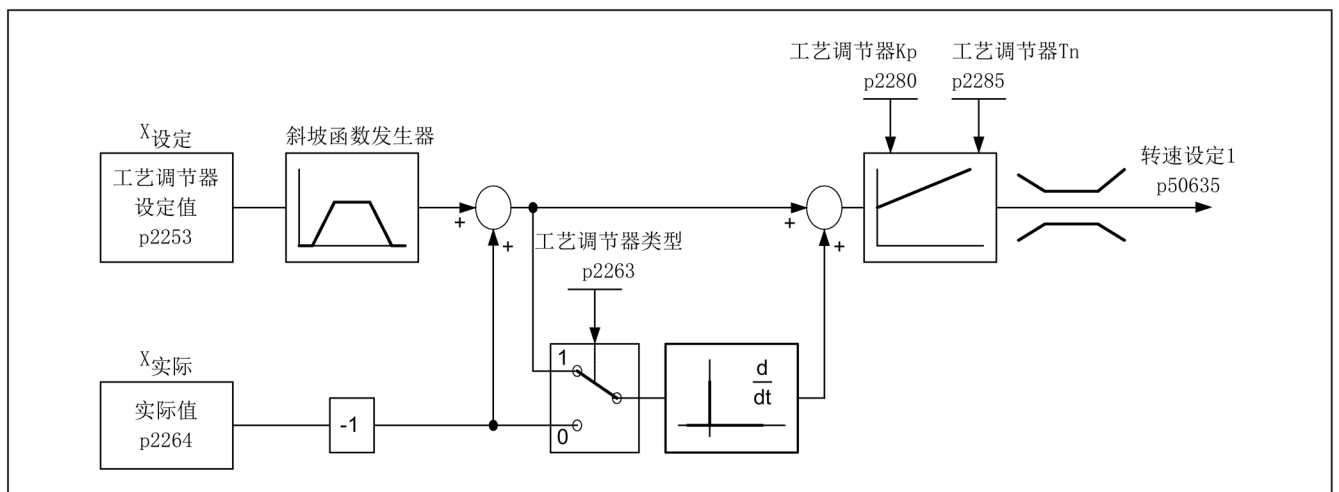 工艺调节器Kp
p2280
工艺调节器Tn
p2285
X设定
斜坡函数发生器
工艺调节器
设定值
p2253
转速设定1
p50635
+
+
+
+
工艺调节器类型
p2263
X实际
实际值
p2264
-1
1
0
d
dt